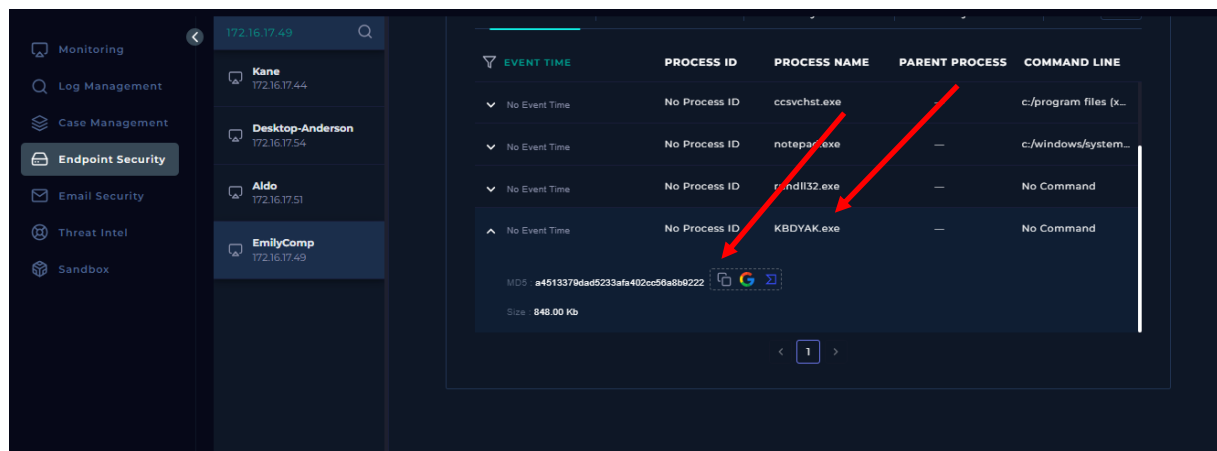 172.16.17.49
Monitoring
Log Management
Case Management
Endpoint Security
Email Security
Threat Intel
Sandbox
Kane
172.16.17.44
Desktop-Anderson
172.16.17.54
Aldo
172.16.17.51
EmilyComp
172.16.17.49
EVENT TIME PROCESS ID PROCESS NAME PARENT PROCESS COMMAND LINE
No Event Time No Process ID ccsvchst.exe — c:/program files (x...
No Event Time No Process ID notepad.exe — c:/windows/system...
No Event Time No Process ID rundll32.exe — No Command
No Event Time No Process ID KBDYAK.exe — No Command
MD5 : a4513379dad5233afa402cc56a8b9222
Size : 848.00 Kb
< 1 >